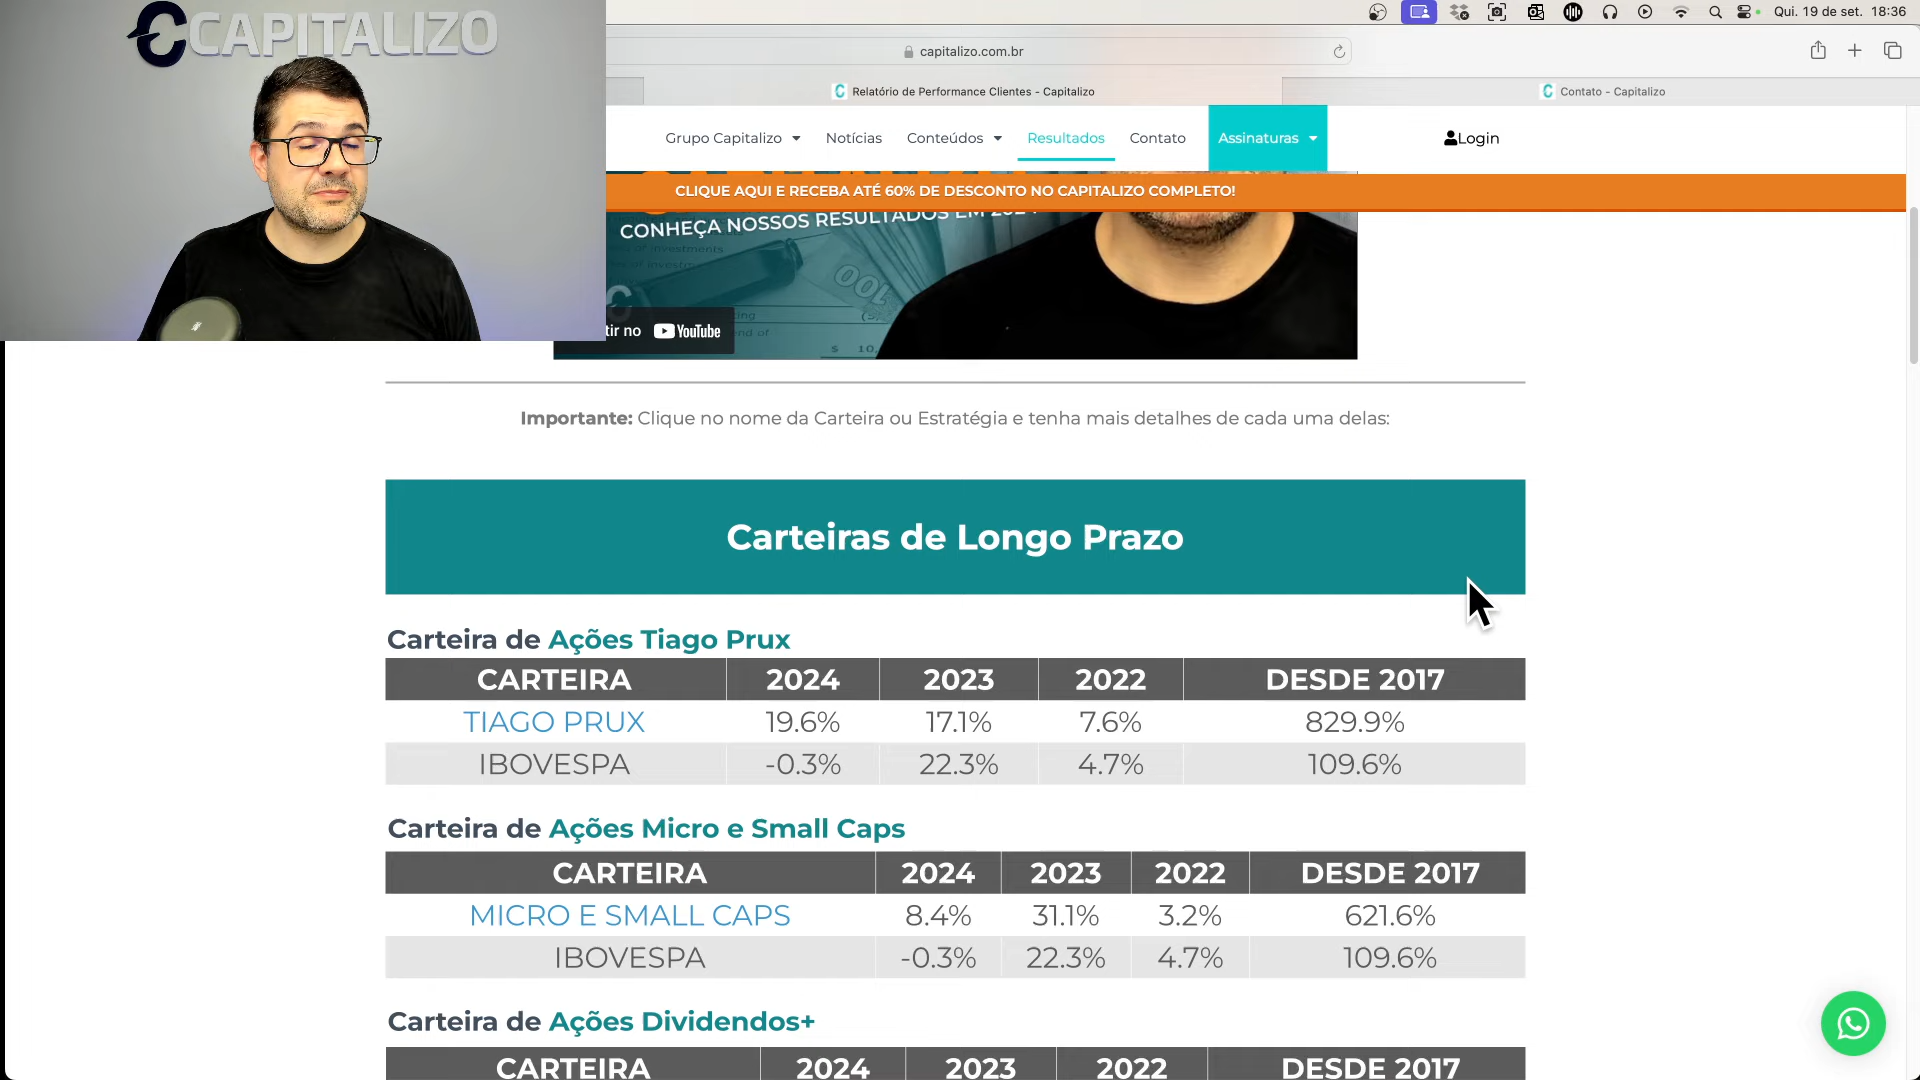 CAPITALIZO
Qui. 19 de set. 18:36
capitalizo.com.br
Relatório de Performance Clientes - Capitalizo
Contato - Capitalizo
Grupo Capitalizo
Notícias
Conteúdos
Resultados
Contato
Assinaturas
Login
CLIQUE AQUI E RECEBA ATÉ 60% DE DESCONTO NO CAPITALIZO COMPLETO!
CONHEÇA NOSSOS RESULTADOS EM 2024
100
tir no YouTube
$ 10,
Importante: Clique no nome da Carteira ou Estratégia e tenha mais detalhes de cada uma delas:
Carteiras de Longo Prazo
Carteira de Ações Tiago Prux
CARTEIRA 2024 2023 2022 DESDE 2017
TIAGO PRUX 19.6% 17.1% 7.6% 829.9%
IBOVESPA -0.3% 22.3% 4.7% 109.6%
Carteira de Ações Micro e Small Caps
CARTEIRA 2024 2023 2022 DESDE 2017
MICRO E SMALL CAPS 8.4% 31.1% 3.2% 621.6%
IBOVESPA -0.3% 22.3% 4.7% 109.6%
Carteira de Ações Dividendos+
CARTEIRA 2024 2023 2022 DESDE 2017